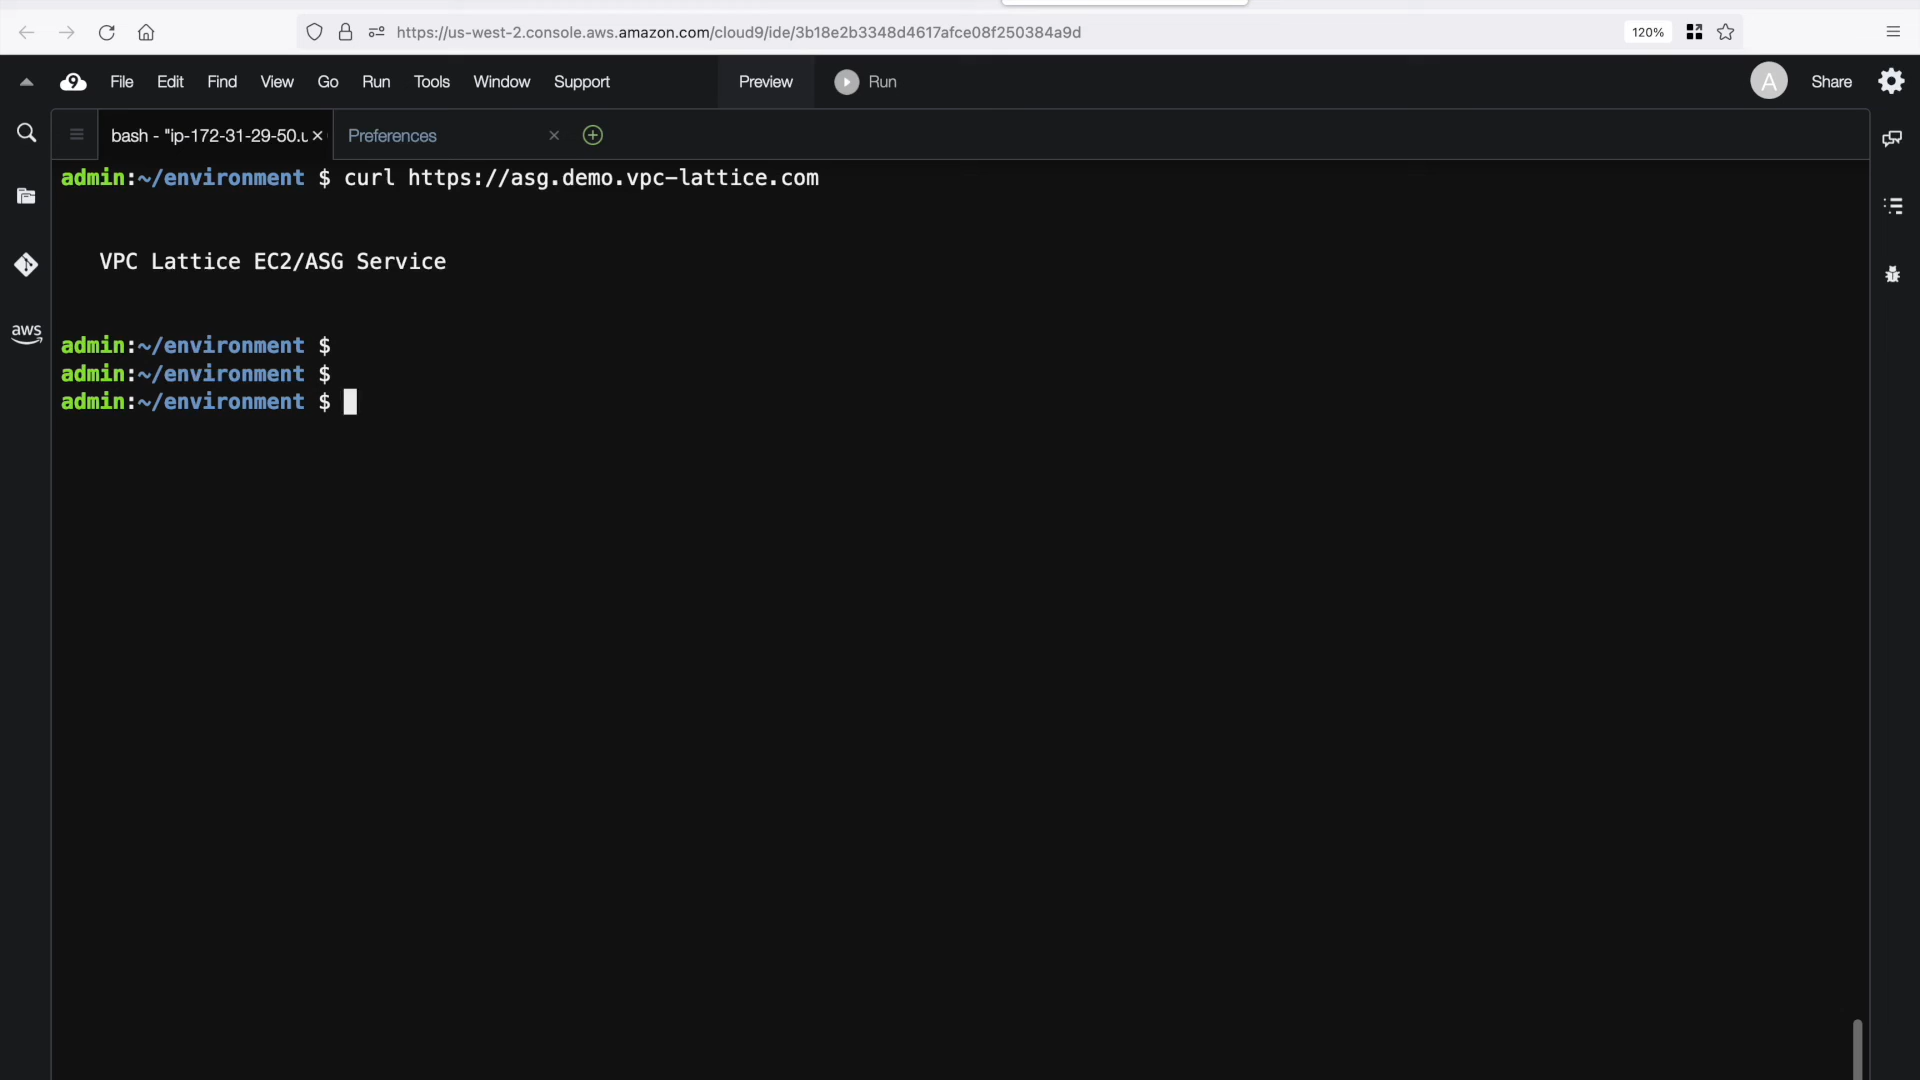 https://us-west-2.console.aws.amazon.com/cloud9/ide/3b18e2b3348d4617afce08f250384a9d
120%
9 File Edit Find View Go Run Tools Window Support Preview Run A Share
bash - "ip-172-31-29-50.u Preferences
admin:~/environment $ curl https://asg.demo.vpc-lattice.com
VPC Lattice EC2/ASG Service
aws
admin:~/environment $
admin:~/environment $
admin:~/environment $